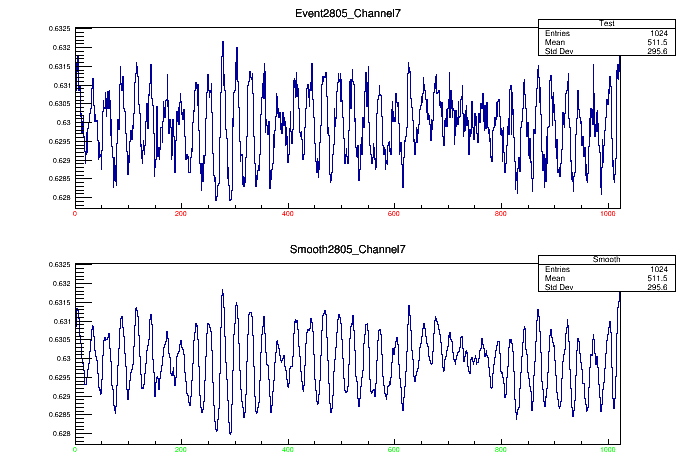 Event2805_Channel7
Test
Entries 1024
Mean 511.5
Std Dev 295.6
0.6325
0.632
0.6315
0.631
0.6305
0.63
0.6295
0.629
0.6285
0.628
0 200 400 600 800 1000
Smooth2805_Channel7
Smooth
Entries 1024
Mean 511.5
Std Dev 295.6
0.6325
0.632
0.6315
0.631
0.6305
0.63
0.6295
0.629
0.6285
0.628
0 200 400 600 800 1000